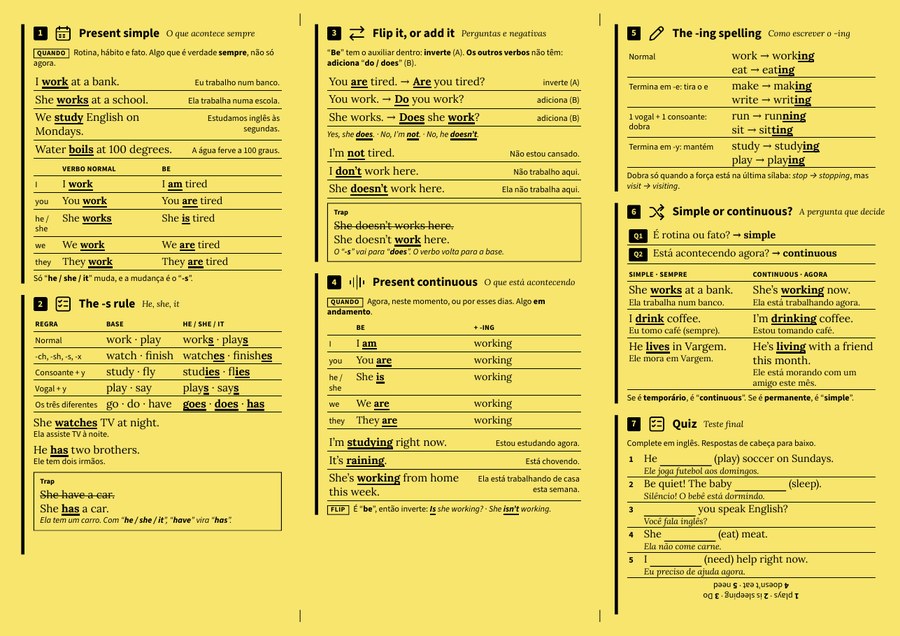 1 Present simple O que acontece sempre
QUANDO Rotina, hábito e fato. Algo que é verdade sempre, não só
agora.
I work at a bank. Eu trabalho num banco.
She works at a school. Ela trabalha numa escola.
We study English on Mondays. Estudamos inglês às segundas.
Water boils at 100 degrees. A água ferve a 100 graus.
VERBO NORMAL BE
I I work I am tired
you You work You are tired
he / she She works She is tired
we We work We are tired
they They work They are tired
Só “he / she / it” muda, e a mudança é o “-s”.
2 The -s rule He, she, it
REGRA BASE HE / SHE / IT
Normal work · play works · plays
-ch, -sh, -s, -x watch · finish watches · finishes
Consoante + y study · fly studies · flies
Vogal + y play · say plays · says
Os três diferentes go · do · have goes · does · has
She watches TV at night.
Ela assiste TV à noite.
He has two brothers.
Ele tem dois irmãos.
Trap
She have a car.
She has a car.
Ela tem um carro. Com “he / she / it”, “have” vira “has”.
3 Flip it, or add it Perguntas e negativas
“Be” tem o auxiliar dentro: inverte (A). Os outros verbos não têm:
adiciona “do / does” (B).
You are tired. → Are you tired? inverte (A)
You work. → Do you work? adiciona (B)
She works. → Does she work? adiciona (B)
Yes, she does. · No, I’m not. · No, he doesn’t.
I’m not tired. Não estou cansado.
I don’t work here. Não trabalho aqui.
She doesn’t work here. Ela não trabalha aqui.
Trap
She doesn’t works here.
She doesn’t work here.
O “-s” vai para “does”. O verbo volta para a base.
4 Present continuous O que está acontecendo
QUANDO Agora, neste momento, ou por esses dias. Algo em
andamento.
BE + -ING
I I am working
you You are working
he / she She is working
we We are working
they They are working
I’m studying right now. Estou estudando agora.
It’s raining. Está chovendo.
She’s working from home this week. Ela está trabalhando de casa esta semana.
FLIP É “be”, então inverte: Is she working? · She isn’t working.
5 The -ing spelling Como escrever o -ing
Normal work → working
eat → eating
Termina em -e: tira o e make → making
write → writing
1 vogal + 1 consoante: dobra run → running
sit → sitting
Termina em -y: mantém study → studying
play → playing
Dobra só quando a força está na última sílaba: stop → stopping, mas
visit → visiting.
6 Simple or continuous? A pergunta que decide
Q1 É rotina ou fato? → simple
Q2 Está acontecendo agora? → continuous
SIMPLE · SEMPRE CONTINUOUS · AGORA
She works at a bank. She’s working now.
Ela trabalha num banco. Ela está trabalhando agora.
I drink coffee. I’m drinking coffee.
Eu tomo café (sempre). Estou tomando café.
He lives in Vargem. He’s living with a friend this month.
Ele mora em Vargem. Ele está morando com um amigo este mês.
Se é temporário, é “continuous”. Se é permanente, é “simple”.
7 Quiz Teste final
Complete em inglês. Respostas de cabeça para baixo.
1 He ________ (play) soccer on Sundays.
Ele joga futebol aos domingos.
2 Be quiet! The baby ________ (sleep).
Silêncio! O bebê está dormindo.
3 ________ you speak English?
Você fala inglês?
4 She ________ (eat) meat.
Ela não come carne.
5 I ________ (need) help right now.
Eu preciso de ajuda agora.
1 plays · 2 is sleeping · 3 Do
4 doesn’t eat · 5 need